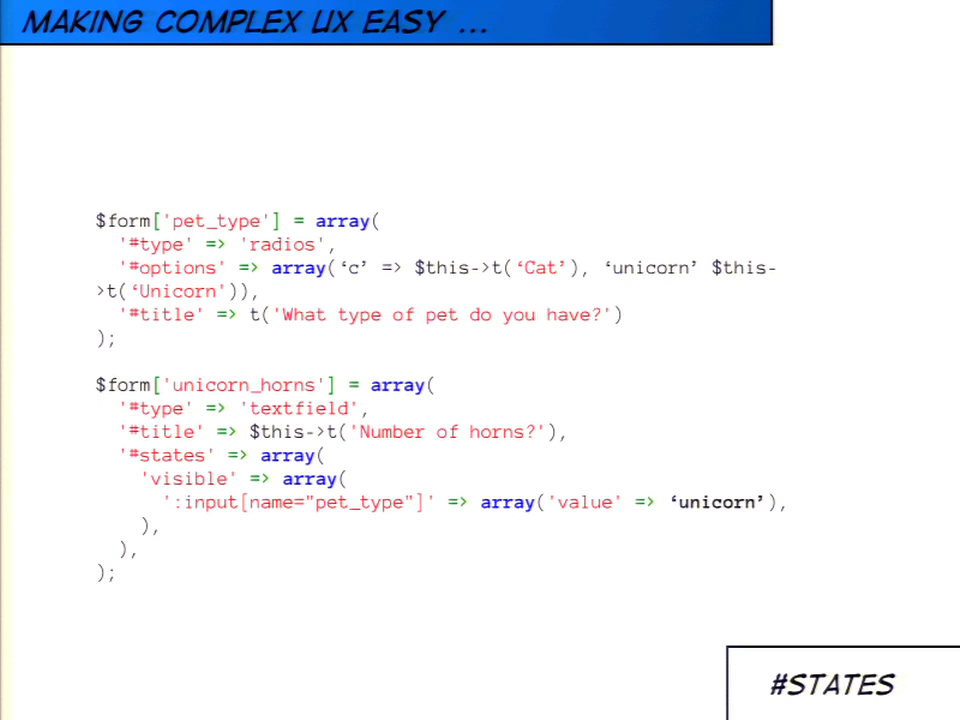 MAKING COMPLEX UX EASY ...
$form['pet_type'] = array(
'#type' => 'radios',
'#options' => array(‘c’ => $this->t(‘Cat’), ‘unicorn’ $this-
>t(‘Unicorn')),
'#title' => t('What type of pet do you have?')
);
$form['unicorn_horns'] = array(
'#type' => 'textfield',
'#title' => $this->t('Number of horns?'),
'#states' => array(
'visible' => array(
':input[name="pet_type"]' => array('value' => ‘unicorn’),
),
),
);
#STATES